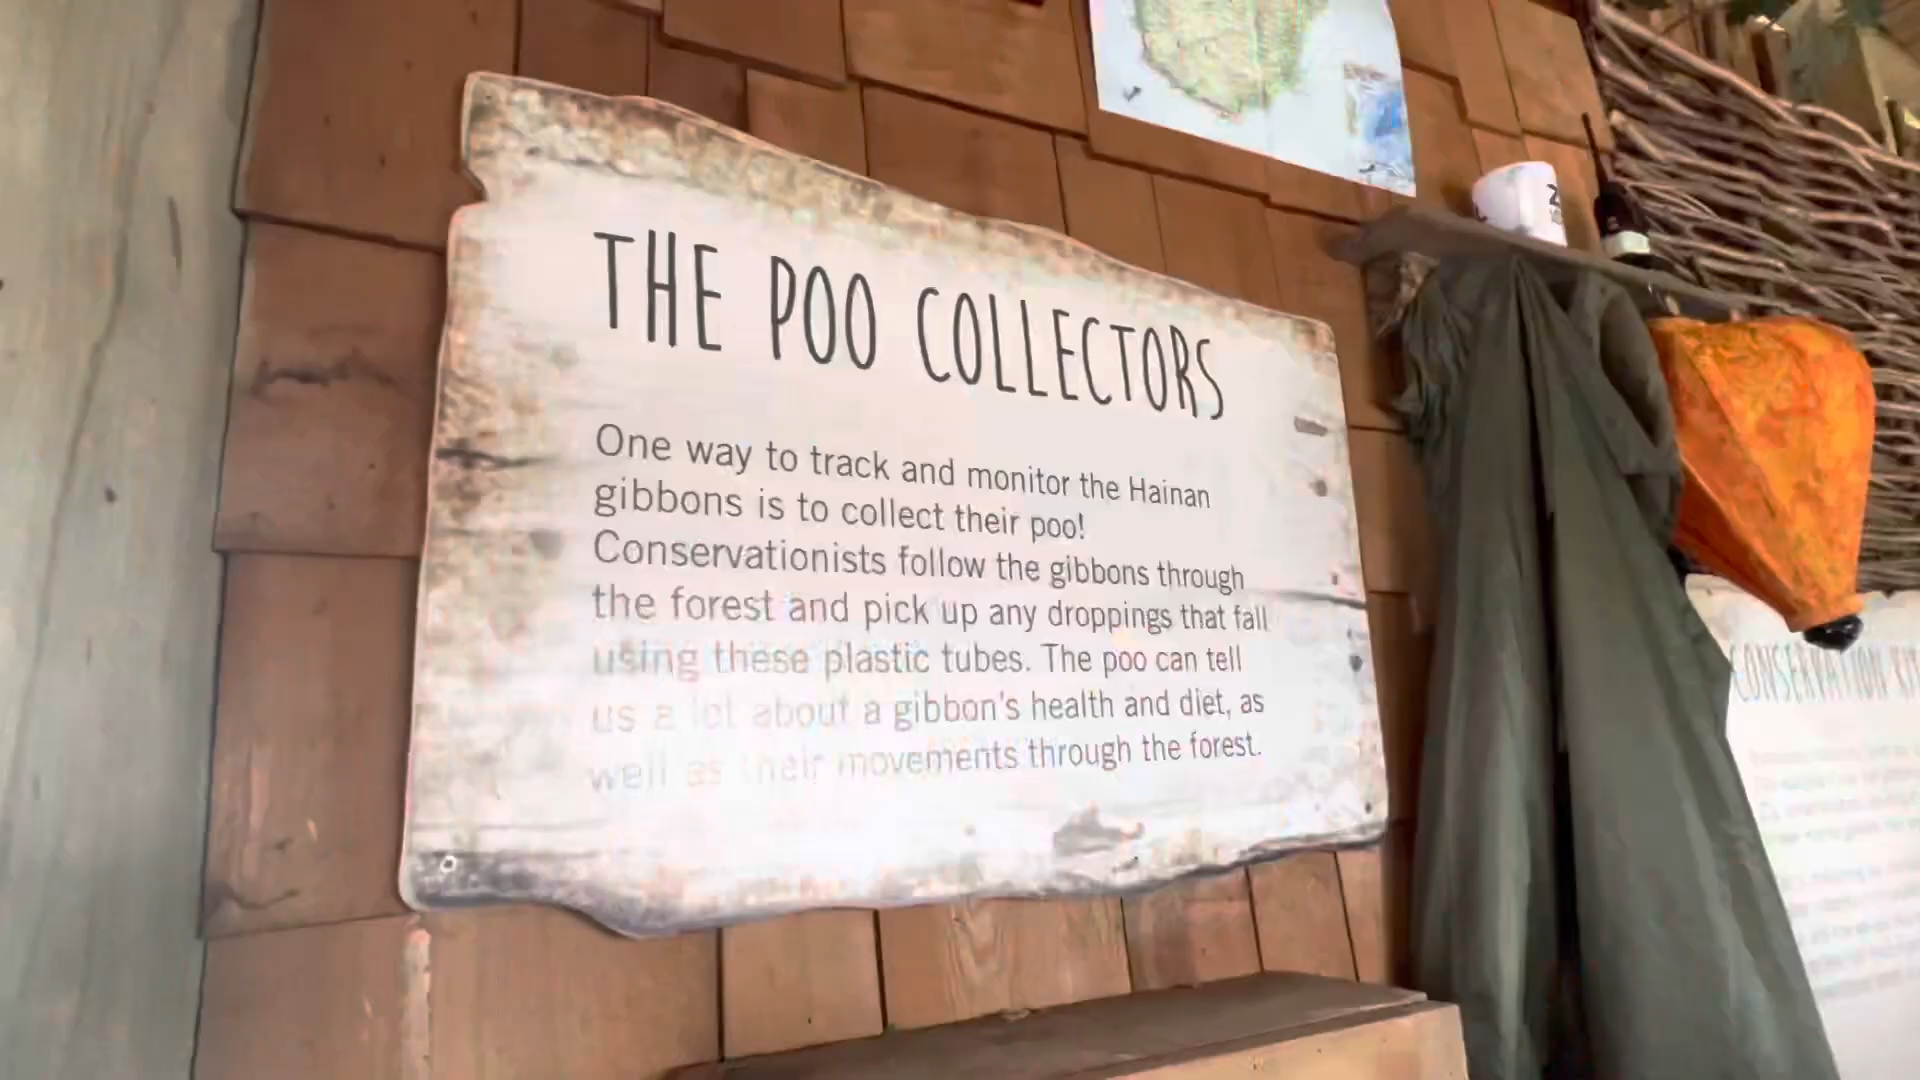 THE POO COLLECTORS
One way to track and monitor the Hainan
gibbons is to collect their poo!
Conservationists follow the gibbons through
the forest and pick up any droppings that fall
using these plastic tubes. The poo can tell
us a lot about a gibbon's health and diet, as
well as their movements through the forest.
CONSERVATION